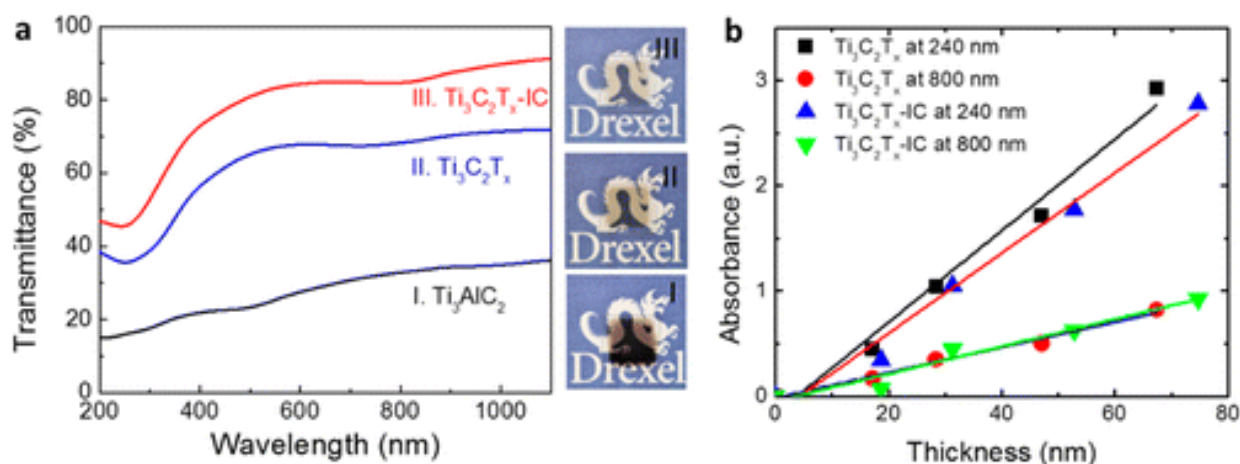 a
100
80
60
40
20
0
Transmittance (%)
200 400 600 800 1000
Wavelength (nm)
III. Ti₃C₂Tₓ-IC
II. Ti₃C₂Tₓ
I. Ti₃AlC₂
III
Drexel
II
Drexel
I
Drexel
b
Ti₃C₂Tₓ at 240 nm
Ti₃C₂Tₓ at 800 nm
Ti₃C₂Tₓ-IC at 240 nm
Ti₃C₂Tₓ-IC at 800 nm
3
2
1
0
Absorbance (a.u.)
0 20 40 60 80
Thickness (nm)